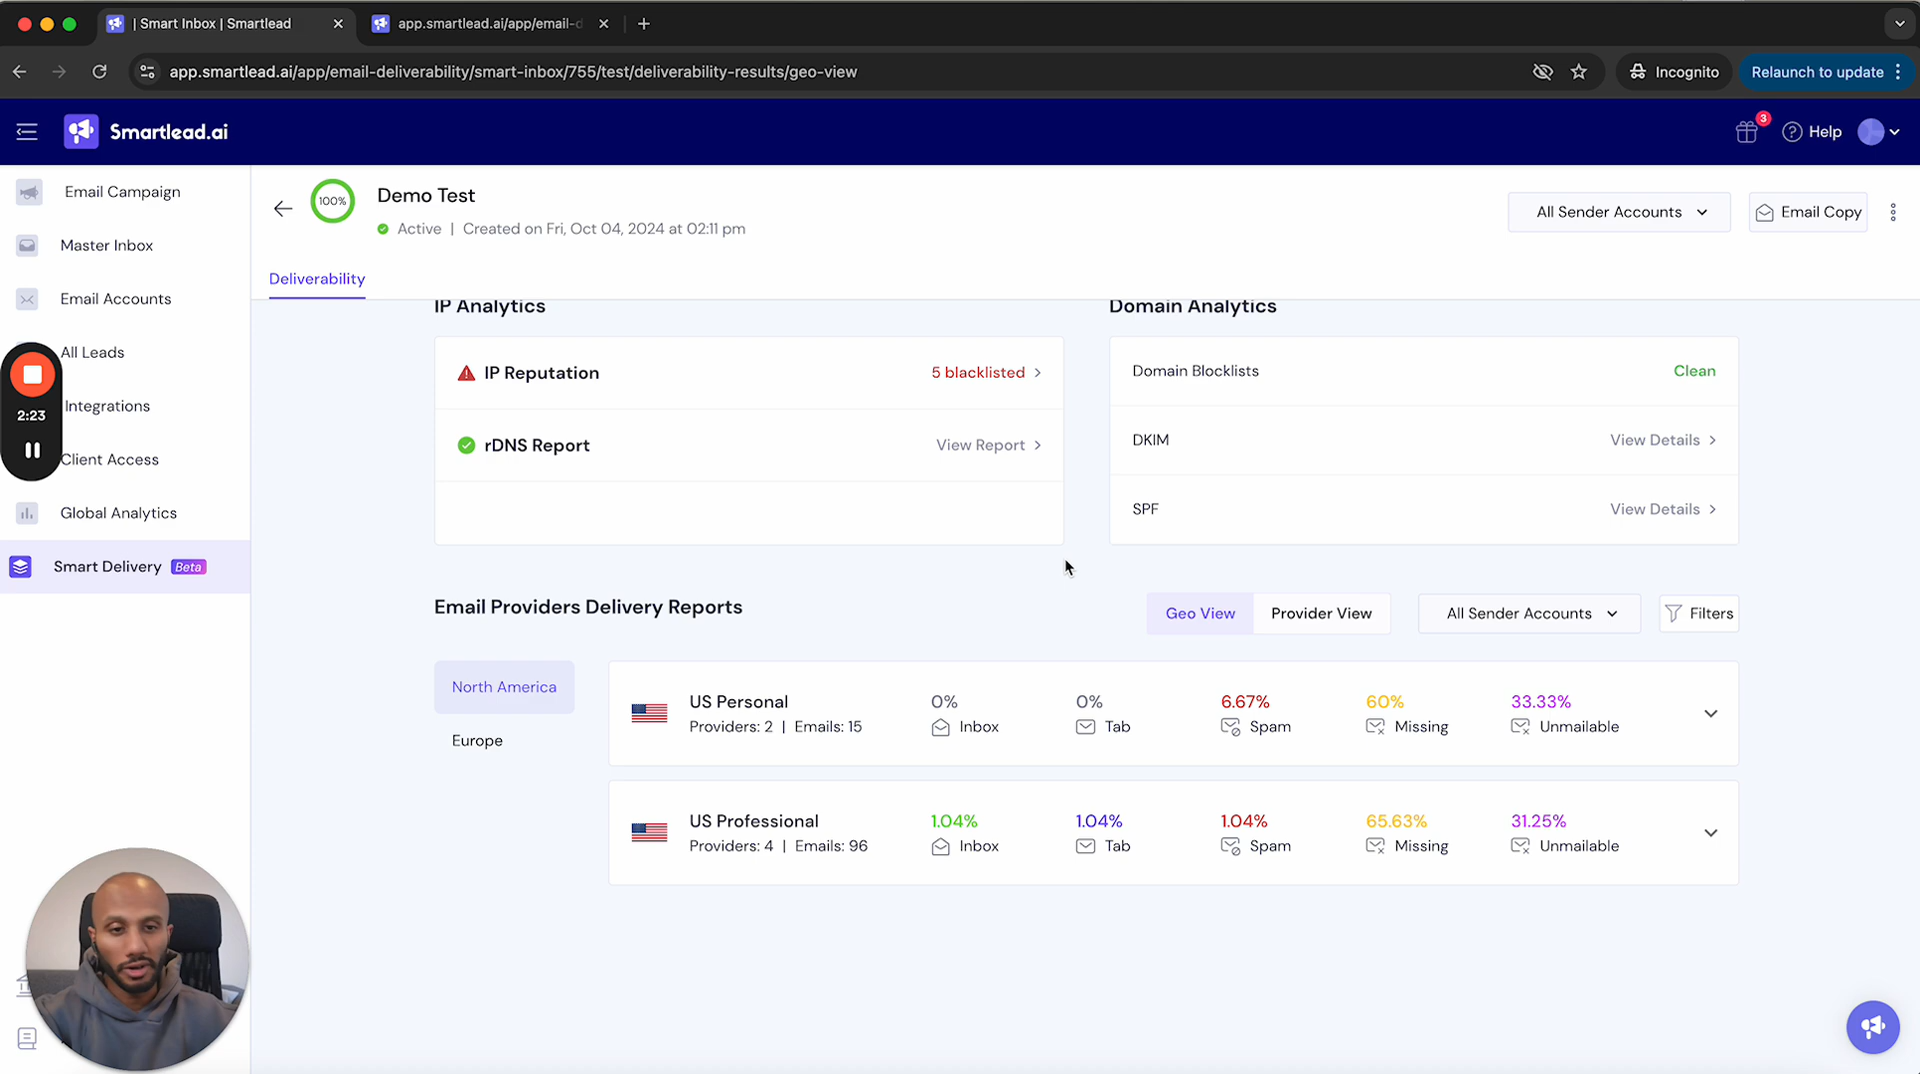 | Smart Inbox | Smartlead
app.smartlead.ai/app/email-d
app.smartlead.ai/app/email-deliverability/smart-inbox/755/test/deliverability-results/geo-view
Incognito
Relaunch to update
Smartlead.ai
3
Help
Email Campaign
Master Inbox
Email Accounts
All Leads
2:23
Integrations
Client Access
Global Analytics
Smart Delivery Beta
100%
Demo Test
Active | Created on Fri, Oct 04, 2024 at 02:11 pm
All Sender Accounts
Email Copy
Deliverability
IP Analytics
IP Reputation 5 blacklisted
rDNS Report View Report
Domain Analytics
Domain Blocklists Clean
DKIM View Details
SPF View Details
Email Providers Delivery Reports
Geo View Provider View All Sender Accounts Filters
North America
Europe
US Personal 0% 0% 6.67% 60% 33.33%
Providers: 2 | Emails: 15 Inbox Tab Spam Missing Unmailable
US Professional 1.04% 1.04% 1.04% 65.63% 31.25%
Providers: 4 | Emails: 96 Inbox Tab Spam Missing Unmailable